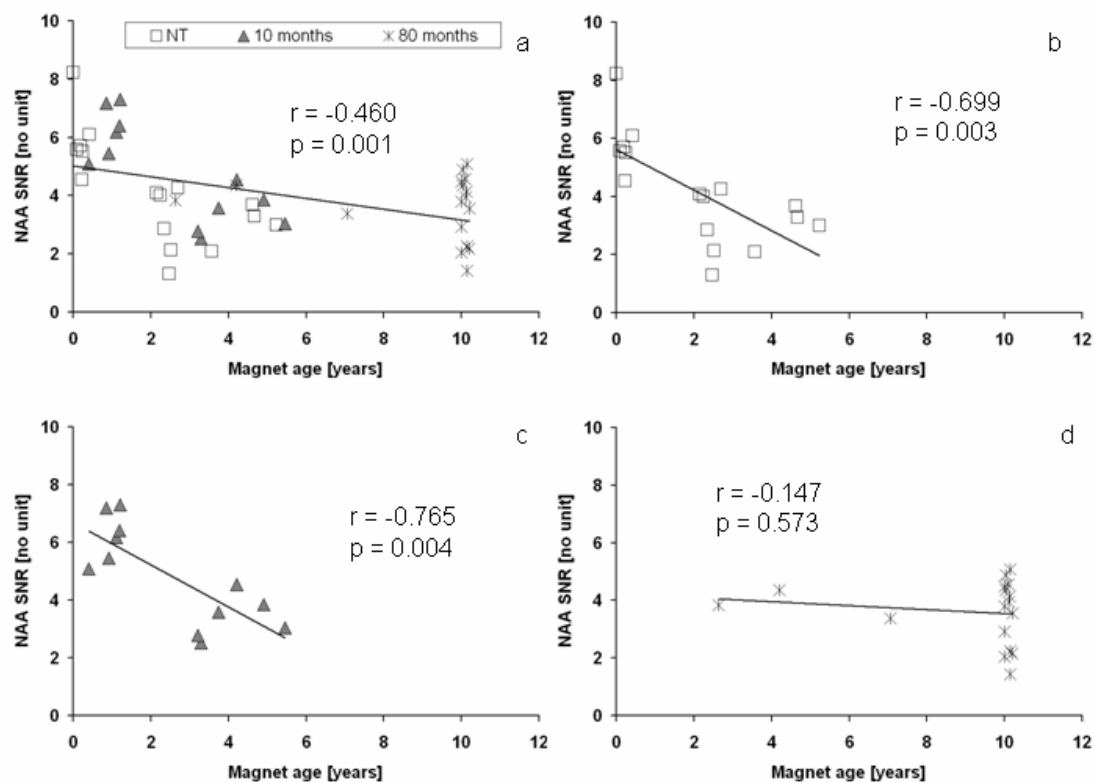 10
8
6
4
2
0
NAA SNR [no unit]
NT 10 months 80 months
a
r = -0.460
p = 0.001
0 2 4 6 8 10 12
Magnet age [years]
10
8
6
4
2
0
NAA SNR [no unit]
b
r = -0.699
p = 0.003
0 2 4 6 8 10 12
Magnet age [years]
10
8
6
4
2
0
NAA SNR [no unit]
c
r = -0.765
p = 0.004
0 2 4 6 8 10 12
Magnet age [years]
10
8
6
4
2
0
NAA SNR [no unit]
d
r = -0.147
p = 0.573
0 2 4 6 8 10 12
Magnet age [years]